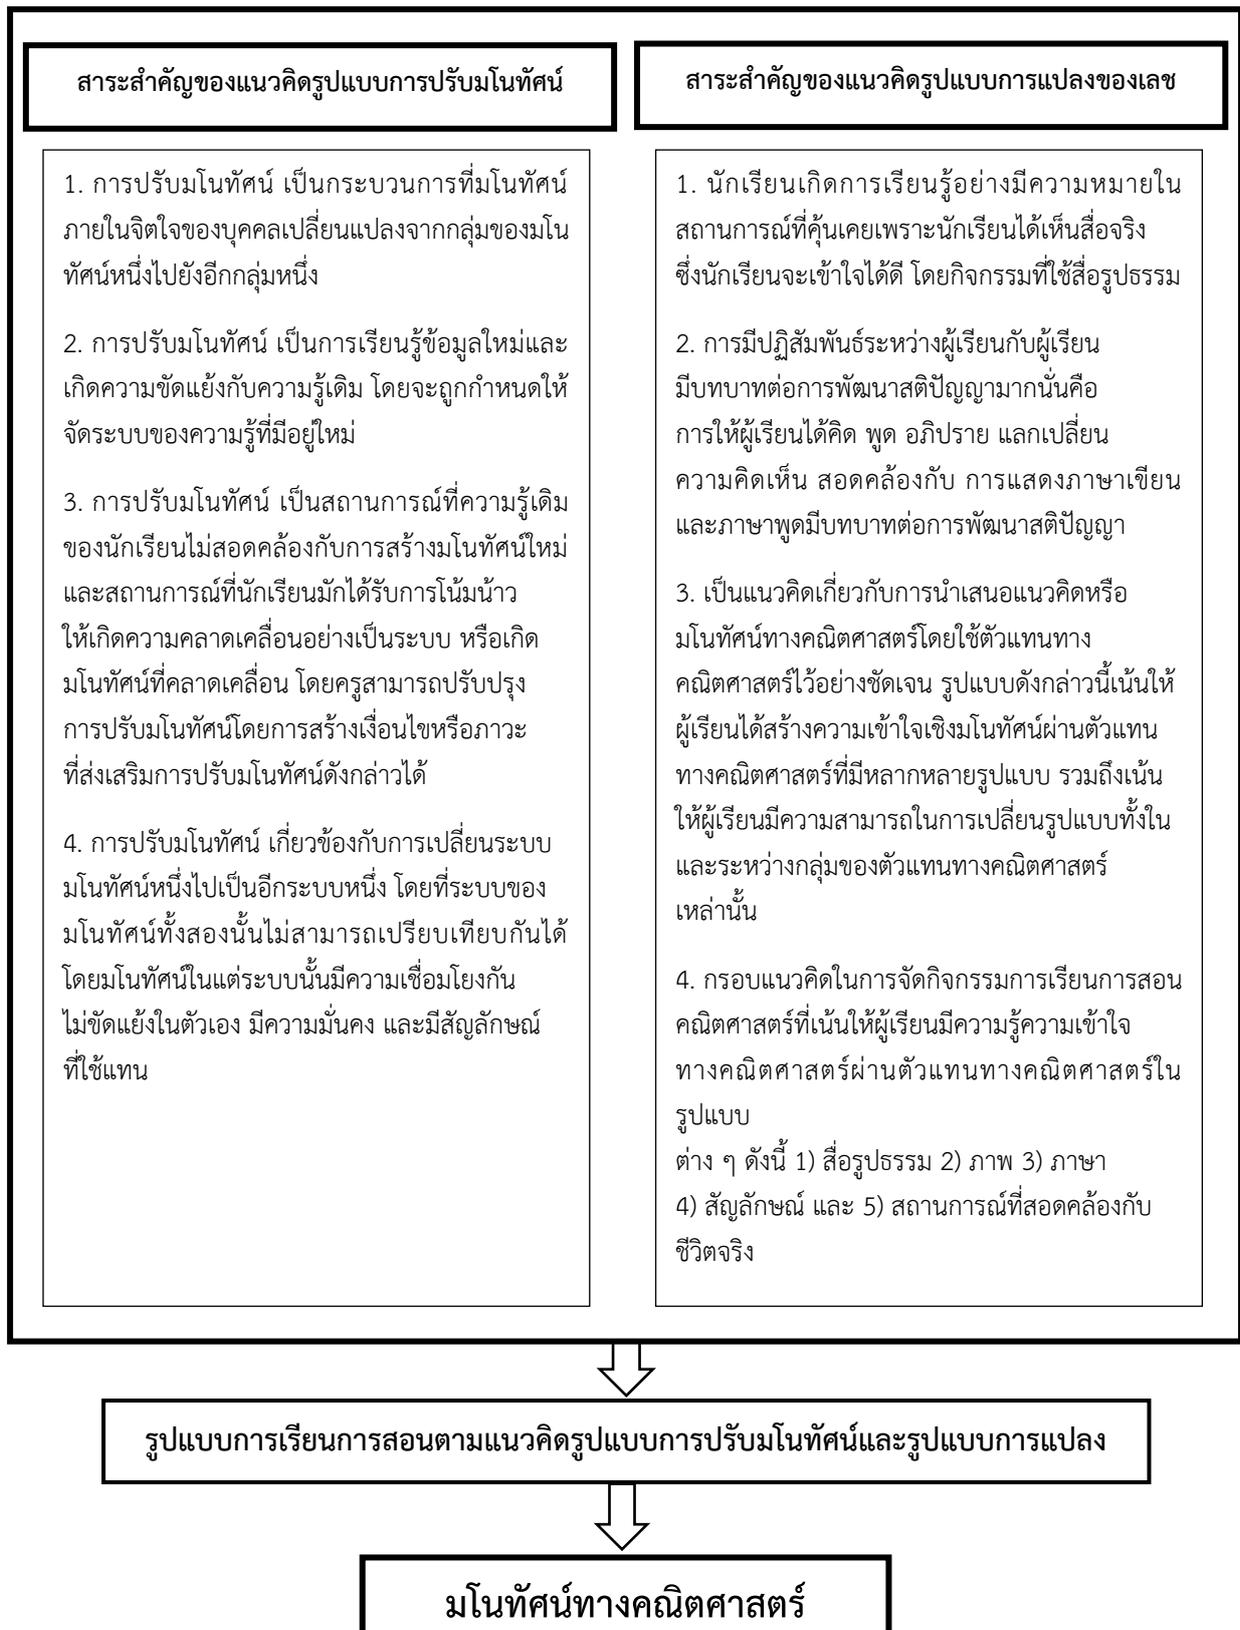 สาระสำคัญของแนวคิดรูปแบบการปรับมโนทัศน์
1. การปรับมโนทัศน์ เป็นกระบวนการที่มโนทัศน์
ภายในจิตใจของบุคคลเปลี่ยนแปลงจากกลุ่มของมโน
ทัศน์หนึ่งไปยังอีกกลุ่มหนึ่ง
2. การปรับมโนทัศน์ เป็นการเรียนรู้ข้อมูลใหม่และ
เกิดความขัดแย้งกับความรู้เดิม โดยจะถูกกำหนดให้
จัดระบบของความรู้ที่มีอยู่ใหม่
3. การปรับมโนทัศน์ เป็นสถานการณ์ที่ความรู้เดิม
ของนักเรียนไม่สอดคล้องกับการสร้างมโนทัศน์ใหม่
และสถานการณ์ที่นักเรียนมักได้รับการโน้มน้าว
ให้เกิดความคลาดเคลื่อนอย่างเป็นระบบ หรือเกิด
มโนทัศน์ที่คลาดเคลื่อน โดยครูสามารถปรับปรุง
การปรับมโนทัศน์โดยการสร้างเงื่อนไขหรือภาวะ
ที่ส่งเสริมการปรับมโนทัศน์ดังกล่าวได้
4. การปรับมโนทัศน์ เกี่ยวข้องกับการเปลี่ยนระบบ
มโนทัศน์หนึ่งไปเป็นอีกระบบหนึ่ง โดยที่ระบบของ
มโนทัศน์ทั้งสองนั้นไม่สามารถเปรียบเทียบกันได้
โดยมโนทัศน์ในแต่ระบบนั้นมีความเชื่อมโยงกัน
ไม่ขัดแย้งในตัวเอง มีความมั่นคง และมีสัญลักษณ์
ที่ใช้แทน
สาระสำคัญของแนวคิดรูปแบบการแปลงของเลช
1. นักเรียนเกิดการเรียนรู้อย่างมีความหมายใน
สถานการณ์ที่คุ้นเคยเพราะนักเรียนได้เห็นสื่อจริง
ซึ่งนักเรียนจะเข้าใจได้ดี โดยกิจกรรมที่ใช้สื่อรูปธรรม
2. การมีปฏิสัมพันธ์ระหว่างผู้เรียนกับผู้เรียน
มีบทบาทต่อการพัฒนาสติปัญญามากนั่นคือ
การให้ผู้เรียนได้คิด พูด อภิปราย แลกเปลี่ยน
ความคิดเห็น สอดคล้องกับ การแสดงภาษาเขียน
และภาษาพูดมีบทบาทต่อการพัฒนาสติปัญญา
3. เป็นแนวคิดเกี่ยวกับการนำเสนอแนวคิดหรือ
มโนทัศน์ทางคณิตศาสตร์โดยใช้ตัวแทนทาง
คณิตศาสตร์ไว้อย่างชัดเจน รูปแบบดังกล่าวนี้เน้นให้
ผู้เรียนได้สร้างความเข้าใจเชิงมโนทัศน์ผ่านตัวแทน
ทางคณิตศาสตร์ที่มีหลากหลายรูปแบบ รวมถึงเน้น
ให้ผู้เรียนมีความสามารถในการเปลี่ยนรูปแบบทั้งใน
และระหว่างกลุ่มของตัวแทนทางคณิตศาสตร์
เหล่านั้น
4. กรอบแนวคิดในการจัดกิจกรรมการเรียนการสอน
คณิตศาสตร์ที่เน้นให้ผู้เรียนมีความรู้ความเข้าใจ
ทางคณิตศาสตร์ผ่านตัวแทนทางคณิตศาสตร์ใน
รูปแบบ
ต่าง ๆ ดังนี้ 1) สื่อรูปธรรม 2) ภาพ 3) ภาษา
4) สัญลักษณ์ และ 5) สถานการณ์ที่สอดคล้องกับ
ชีวิตจริง
รูปแบบการเรียนการสอนตามแนวคิดรูปแบบการปรับมโนทัศน์และรูปแบบการแปลง
มโนทัศน์ทางคณิตศาสตร์